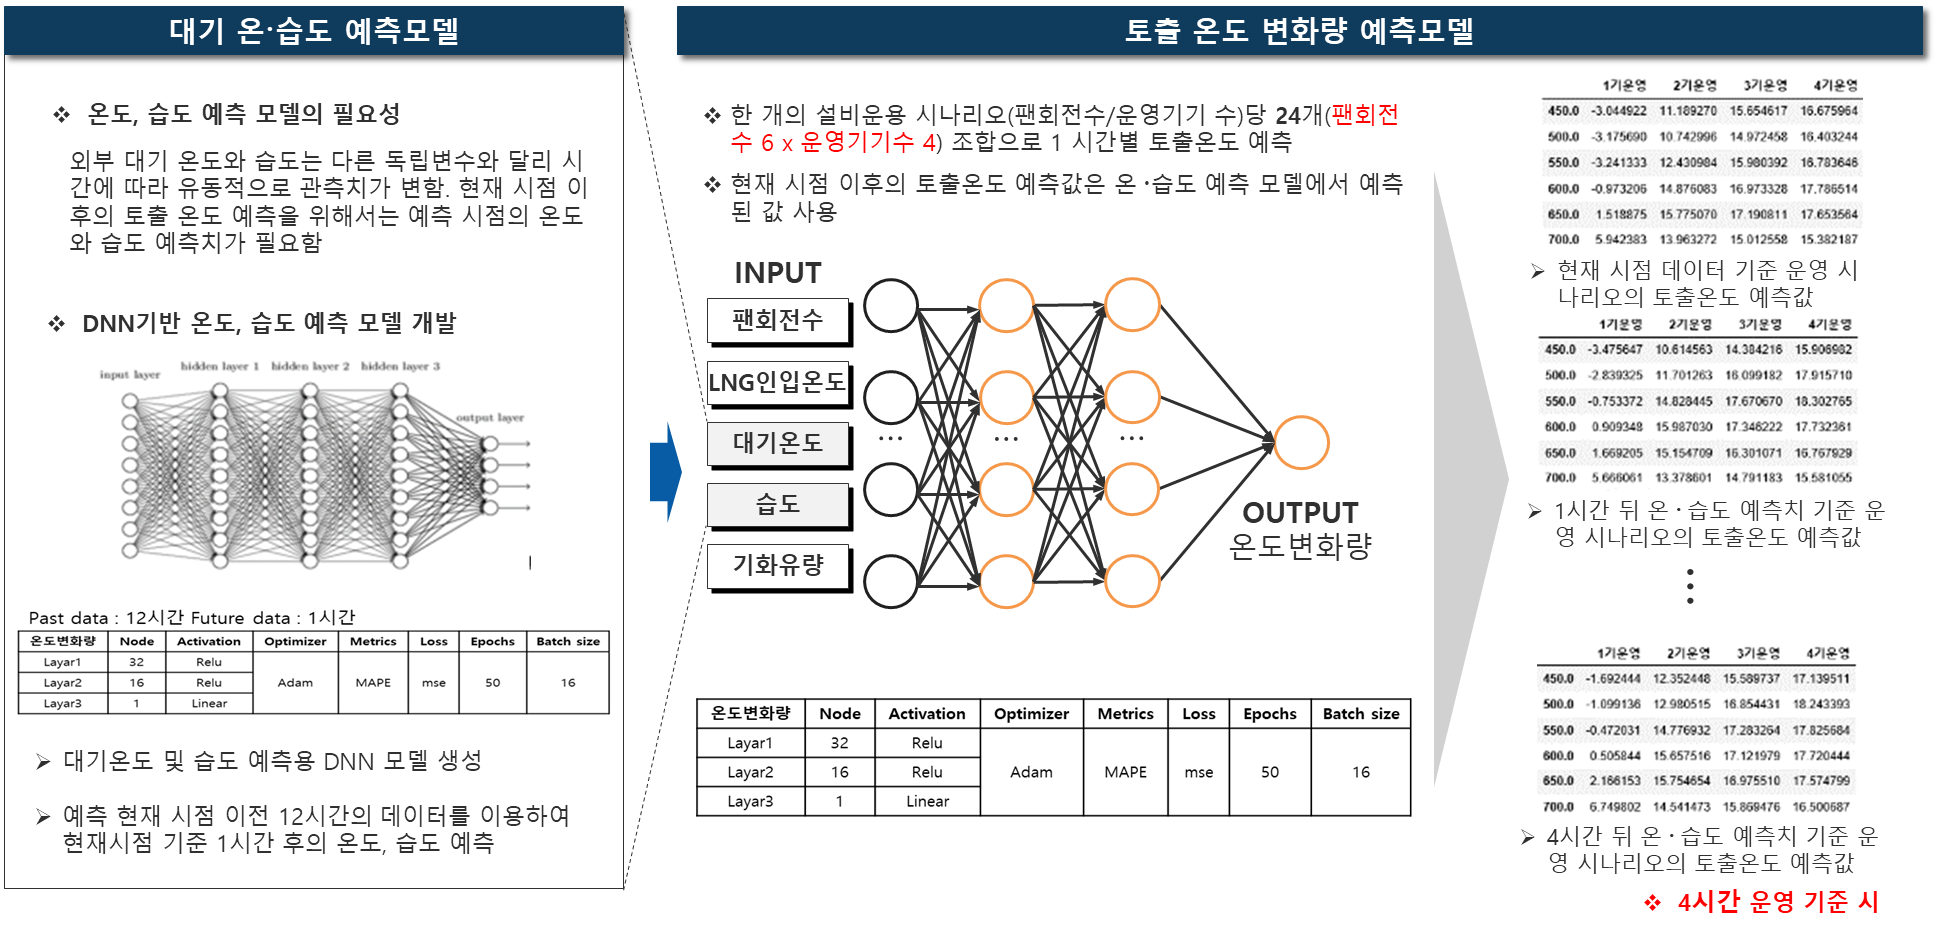 대기 온·습도 예측모델
❖ 온도, 습도 예측 모델의 필요성
외부 대기 온도와 습도는 다른 독립변수와 달리 시
간에 따라 유동적으로 관측치가 변함. 현재 시점 이
후의 토출 온도 예측을 위해서는 예측 시점의 온도
와 습도 예측치가 필요함
❖ DNN기반 온도, 습도 예측 모델 개발
input layer
hidden layer 1 hidden layer 2 hidden layer 3
output layer
Past data : 12시간 Future data : 1시간
온도변화량 Node Activation Optimizer Metrics Loss Epochs Batch size
Layar1 32 Relu
Layar2 16 Relu Adam MAPE mse 50 16
Layar3 1 Linear
➢ 대기온도 및 습도 예측용 DNN 모델 생성
➢ 예측 현재 시점 이전 12시간의 데이터를 이용하여
현재시점 기준 1시간 후의 온도, 습도 예측
토출 온도 변화량 예측모델
❖ 한 개의 설비운용 시나리오(팬회전수/운영기기 수)당 24개(팬회전
수 6 x 운영기기수 4) 조합으로 1 시간별 토출온도 예측
❖ 현재 시점 이후의 토출온도 예측값은 온·습도 예측 모델에서 예측
된 값 사용
INPUT
팬회전수
LNG인입온도
대기온도
습도
기화유량
...
...
...
OUTPUT
온도변화량
온도변화량 Node Activation Optimizer Metrics Loss Epochs Batch size
Layar1 32 Relu
Layar2 16 Relu Adam MAPE mse 50 16
Layar3 1 Linear
1기운영 2기운영 3기운영 4기운영
450.0 -3.044922 11.189270 15.654617 16.675964
500.0 -3.175690 10.742996 14.972458 16.403244
550.0 -3.241333 12.430984 15.980392 16.783646
600.0 -0.973206 14.876083 16.973328 17.786514
650.0 1.518875 15.775070 17.190811 17.653564
700.0 5.942383 13.963272 15.012558 15.382187
➢ 현재 시점 데이터 기준 운영 시
나리오의 토출온도 예측값
1기운영 2기운영 3기운영 4기운영
450.0 -3.475647 10.614563 14.384216 15.906982
500.0 -2.839325 11.701263 16.099182 17.915710
550.0 -0.753372 14.828445 17.670670 18.302765
600.0 0.909348 15.987030 17.346222 17.732361
650.0 1.669205 15.154709 16.301071 16.767929
700.0 5.666061 13.378601 14.791183 15.581055
➢ 1시간 뒤 온·습도 예측치 기준 운
영 시나리오의 토출온도 예측값
1기운영 2기운영 3기운영 4기운영
450.0 -1.692444 12.352448 15.589737 17.139511
500.0 -1.099136 12.980515 16.854431 18.243393
550.0 -0.472031 14.776932 17.283264 17.825684
600.0 0.505844 15.657516 17.121979 17.720444
650.0 2.166153 15.754654 16.975510 17.574799
700.0 6.749802 14.541473 15.869476 16.500687
➢ 4시간 뒤 온·습도 예측치 기준 운
영 시나리오의 토출온도 예측값
❖ 4시간 운영 기준 시